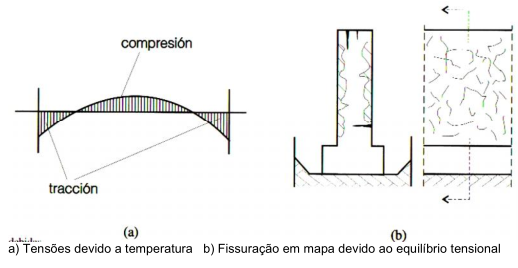 compresión
tracción
(a)
(b)
a) Tensões devido a temperatura b) Fissuração em mapa devido ao equilíbrio tensional